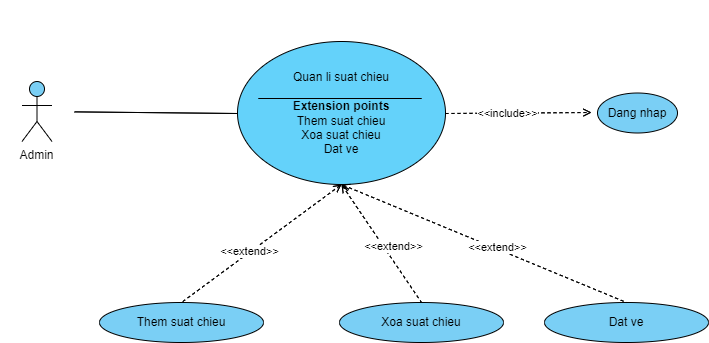 Quan li suat chieu
Extension points
Them suat chieu
Xoa suat chieu
Dat ve
<<include>>
Dang nhap
Admin
<<extend>>
<<extend>>
<<extend>>
Them suat chieu
Xoa suat chieu
Dat ve